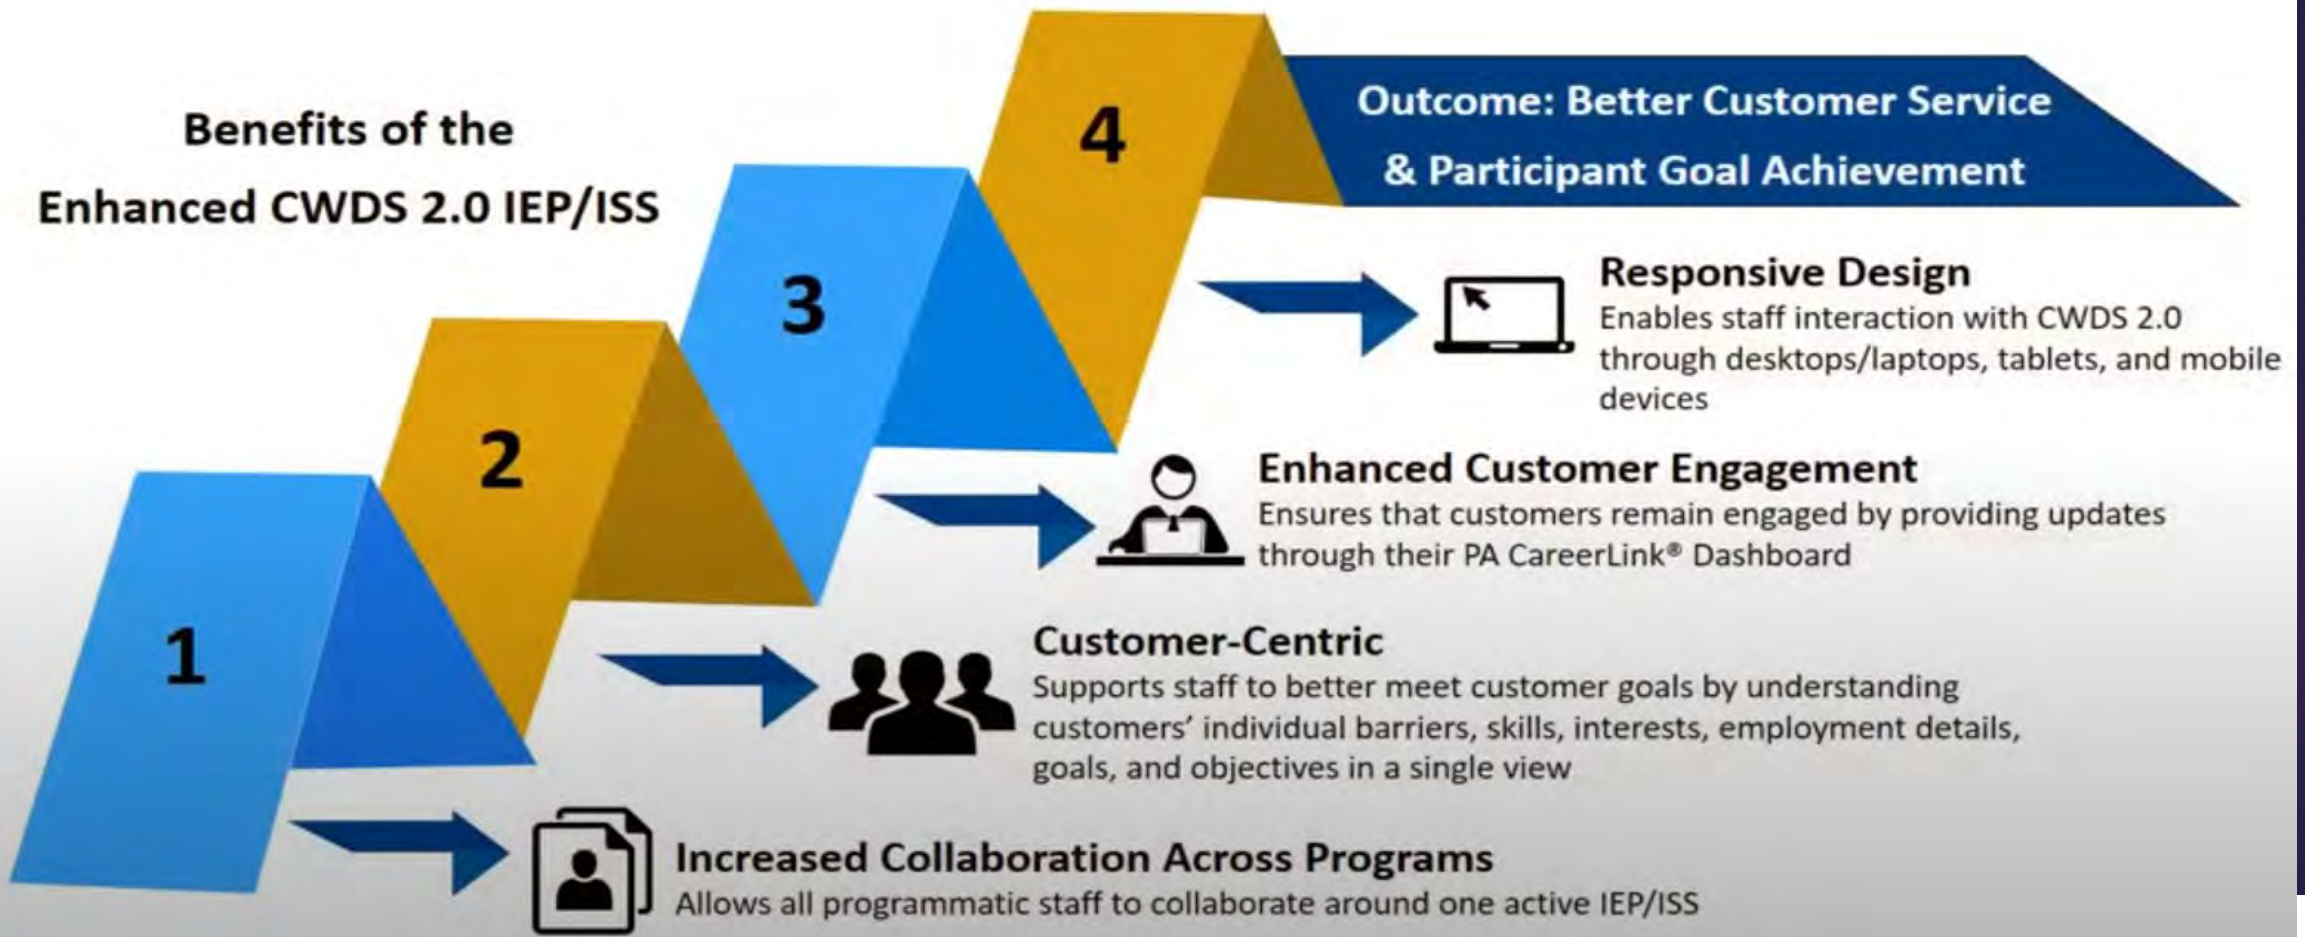 Benefits of the
Enhanced CWDS 2.0 IEP/ISS
4
Outcome: Better Customer Service
& Participant Goal Achievement
Responsive Design
Enables staff interaction with CWDS 2.0
through desktops/laptops, tablets, and mobile
devices
3
Enhanced Customer Engagement
Ensures that customers remain engaged by providing updates
through their PA CareerLink® Dashboard
2
Customer-Centric
Supports staff to better meet customer goals by understanding
customers’ individual barriers, skills, interests, employment details,
goals, and objectives in a single view
1
Increased Collaboration Across Programs
Allows all programmatic staff to collaborate around one active IEP/ISS